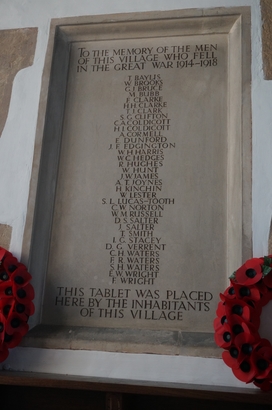 TO THE MEMORY OF THE MEN
OF THIS VILLAGE WHO FELL
IN THE GREAT WAR 1914-1918
T. BAYLIS
W. BROOKS
G. J. BRUCE
M. BUBB
F. CLARKE
H. H. CLARKE
T. J. CLARK
S. G. CLIFTON
C. A. COLDICOTT
H. J. COLDICOTT
A. CORMELL
E. DUNFORD
J. F. EDGINGTON
W. H. HARRIS
W. C. HEDGES
R. HUGHES
W. HUNT
J. W. JAMES
A. T. JOYNES
H. KINCHIN
W. LESTER
S. L. LUCAS-TOOTH
C. W. NORTON
W. M. RUSSELL
D. S. SALTER
J. SALTER
T. SMITH
I. G. STACEY
D. G. VERRENT
C. H. WATERS
F. R. WATERS
S. H. WATERS
E. W. WRIGHT
F. WRIGHT
THIS TABLET WAS PLACED
HERE BY THE INHABITANTS
OF THIS VILLAGE